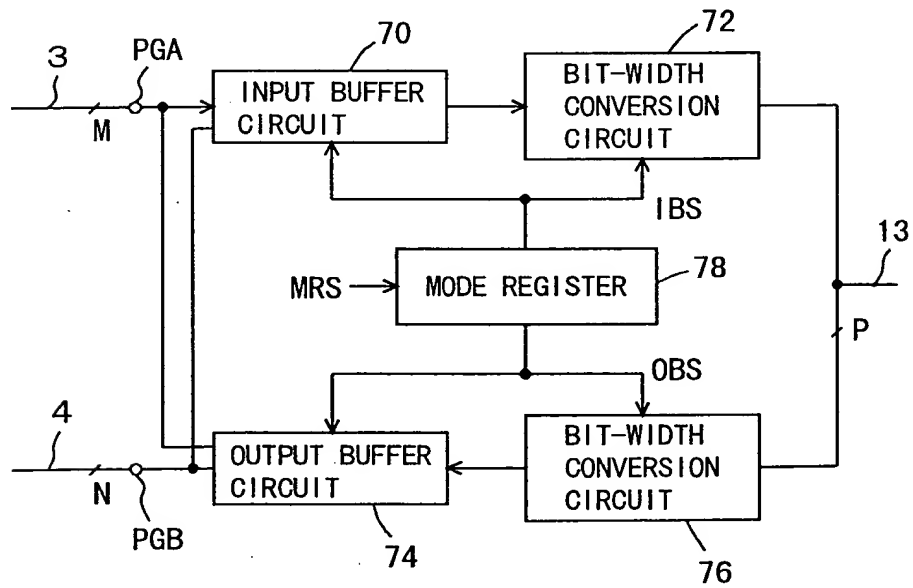 3
PGA
70
72
M
INPUT BUFFER
CIRCUIT
BIT-WIDTH
CONVERSION
CIRCUIT
IBS
13
MRS
MODE REGISTER
78
P
OBS
4
N
PGB
OUTPUT BUFFER
CIRCUIT
74
BIT-WIDTH
CONVERSION
CIRCUIT
76